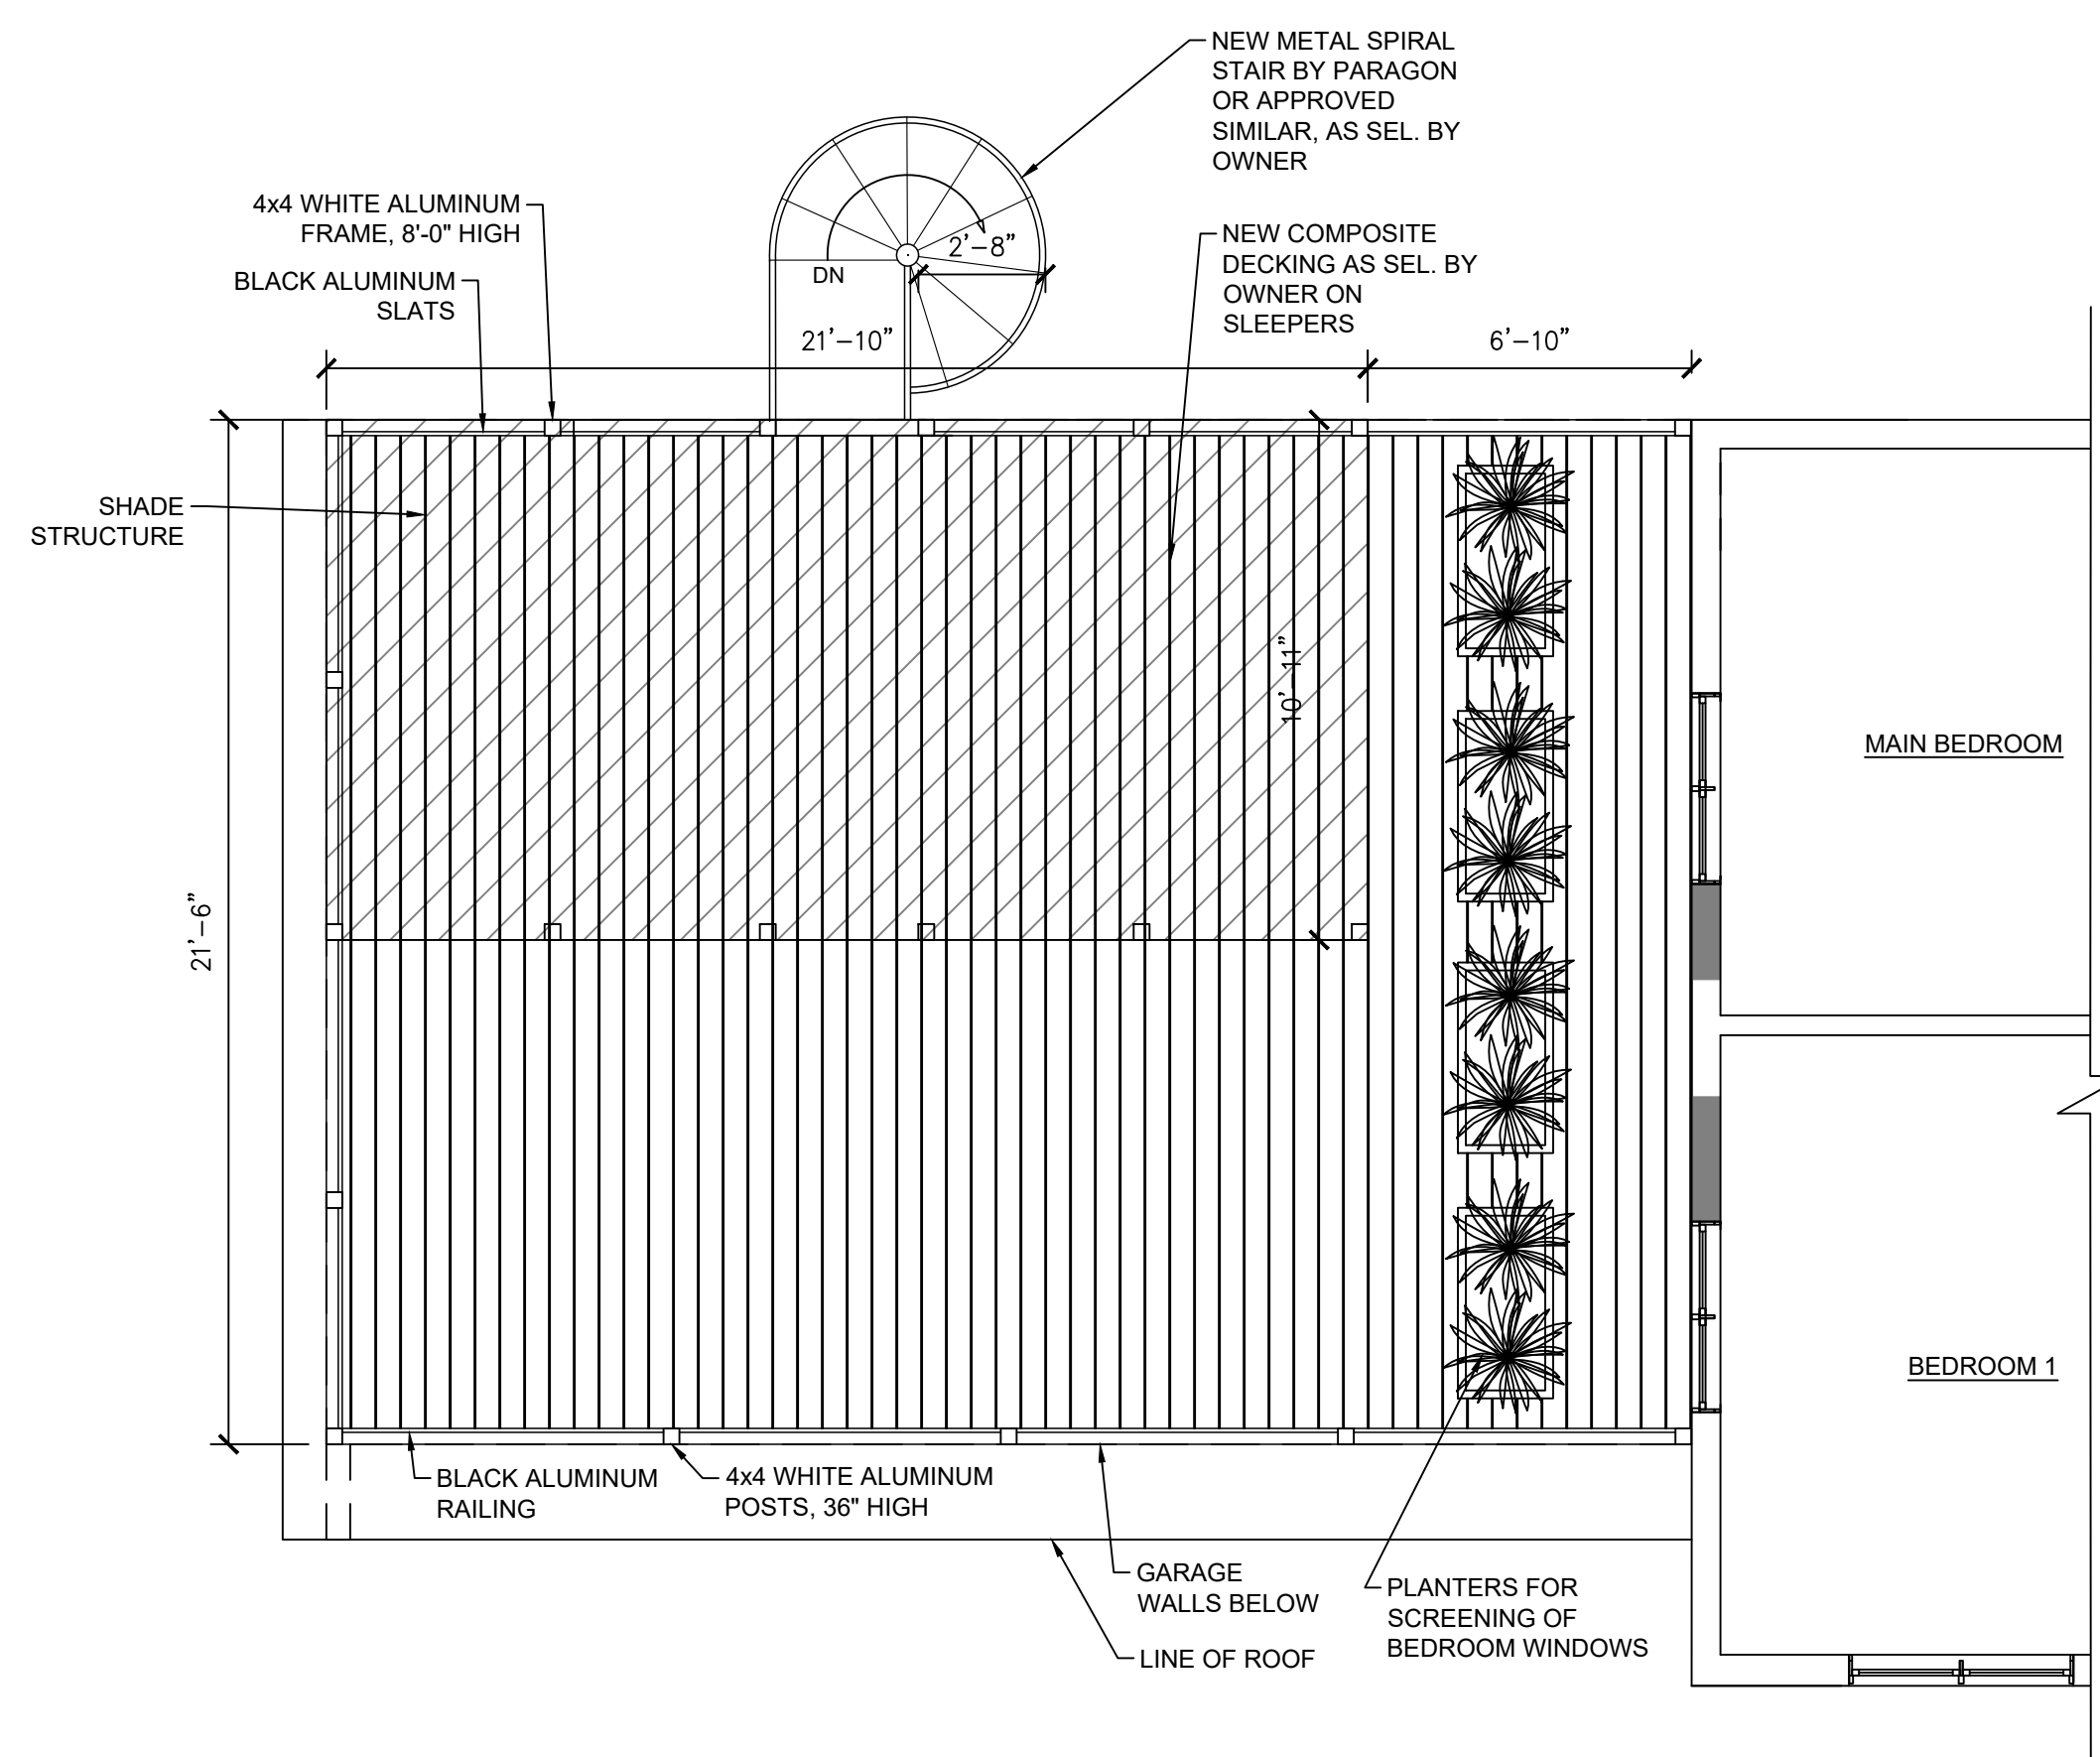 NEW METAL SPIRAL
STAIR BY PARAGON
OR APPROVED
SIMILAR, AS SEL. BY
OWNER
4x4 WHITE ALUMINUM
FRAME, 8'-0" HIGH
BLACK ALUMINUM
SLATS
2’–8”
DN
NEW COMPOSITE
DECKING AS SEL. BY
OWNER ON
SLEEPERS
21’–10”
6’–10”
SHADE
STRUCTURE
10’–11”
MAIN BEDROOM
21’–6”
BEDROOM 1
BLACK ALUMINUM
RAILING
4x4 WHITE ALUMINUM
POSTS, 36" HIGH
GARAGE
WALLS BELOW
LINE OF ROOF
PLANTERS FOR
SCREENING OF
BEDROOM WINDOWS